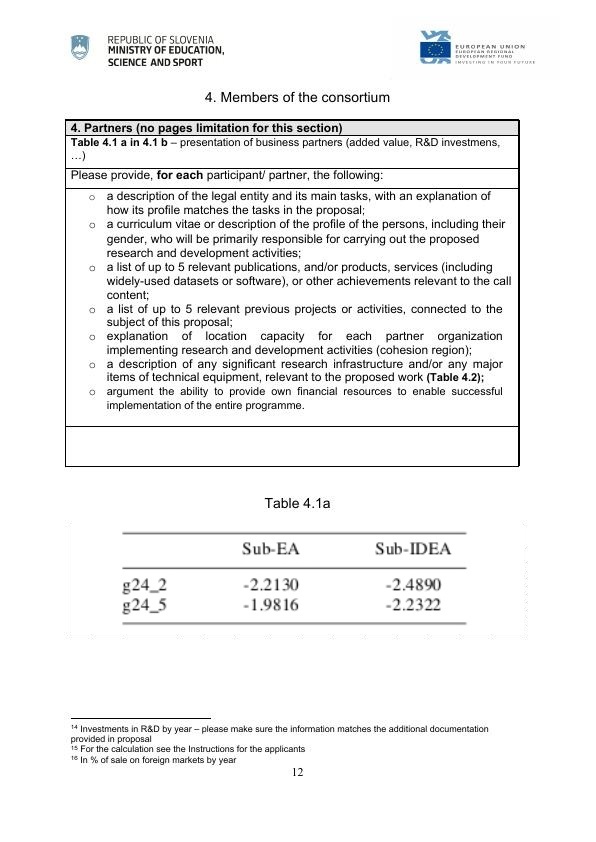 REPUBLIC OF SLOVENIA
MINISTRY OF EDUCATION,
SCIENCE AND SPORT
EUROPEAN UNION
EUROPEAN REGIONAL
DEVELOPMENT FUND
INVESTING IN YOUR FUTURE
4. Members of the consortium
4. Partners (no pages limitation for this section)
Table 4.1 a in 4.1 b – presentation of business partners (added value, R&D investmens,
…)
Please provide, for each participant/ partner, the following:
o a description of the legal entity and its main tasks, with an explanation of
how its profile matches the tasks in the proposal;
o a curriculum vitae or description of the profile of the persons, including their
gender, who will be primarily responsible for carrying out the proposed
research and development activities;
o a list of up to 5 relevant publications, and/or products, services (including
widely-used datasets or software), or other achievements relevant to the call
content;
o a list of up to 5 relevant previous projects or activities, connected to the
subject of this proposal;
o explanation of location capacity for each partner organization
implementing research and development activities (cohesion region);
o a description of any significant research infrastructure and/or any major
items of technical equipment, relevant to the proposed work (Table 4.2);
o argument the ability to provide own financial resources to enable successful
implementation of the entire programme.
Table 4.1a
Sub-EA Sub-IDEA
g24_2 -2.2130 -2.4890
g24_5 -1.9816 -2.2322
14 Investments in R&D by year – please make sure the information matches the additional documentation
provided in proposal
15 For the calculation see the Instructions for the applicants
16 In % of sale on foreign markets by year
12